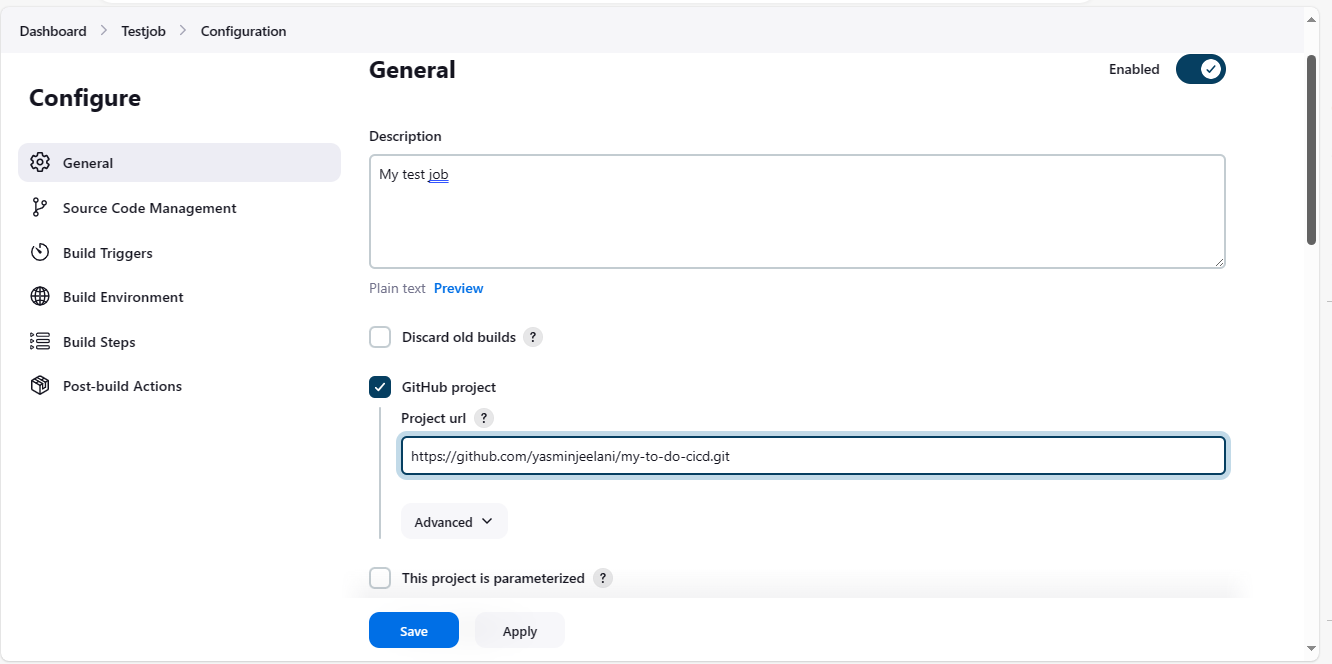 Dashboard > Testjob > Configuration
Configure
General
Source Code Management
Build Triggers
Build Environment
Build Steps
Post-build Actions
General
Enabled
Description
My test job
Plain text Preview
Discard old builds ?
GitHub project
Project url ?
https://github.com/yasminjeelani/my-to-do-cicd.git
Advanced
This project is parameterized ?
Save Apply